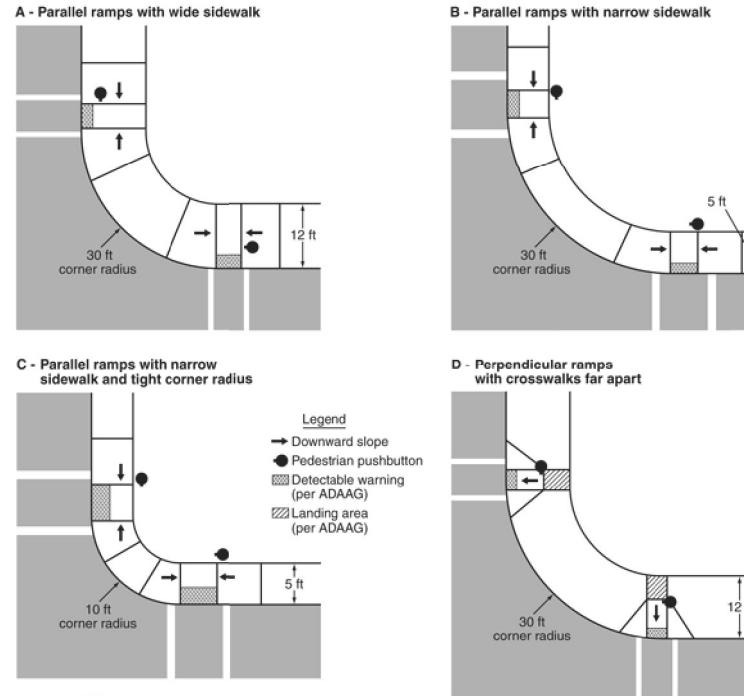 A - Parallel ramps with wide sidewalk
30 ft
corner radius
12 ft
B - Parallel ramps with narrow sidewalk
30 ft
corner radius
5 ft
C - Parallel ramps with narrow
sidewalk and tight corner radius
10 ft
corner radius
5 ft
Legend
Downward slope
Pedestrian pushbutton
Detectable warning
(per ADAAG)
Landing area
(per ADAAG)
D - Perpendicular ramps
with crosswalks far apart
30 ft
corner radius
12